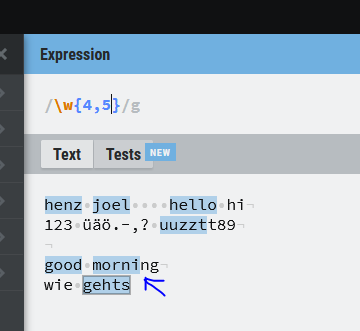 Expression
/\w{4,5}/g
Text Tests NEW
henz joel hello hi
123 üäö.-,? uuzztt89
good morning
wie gehts